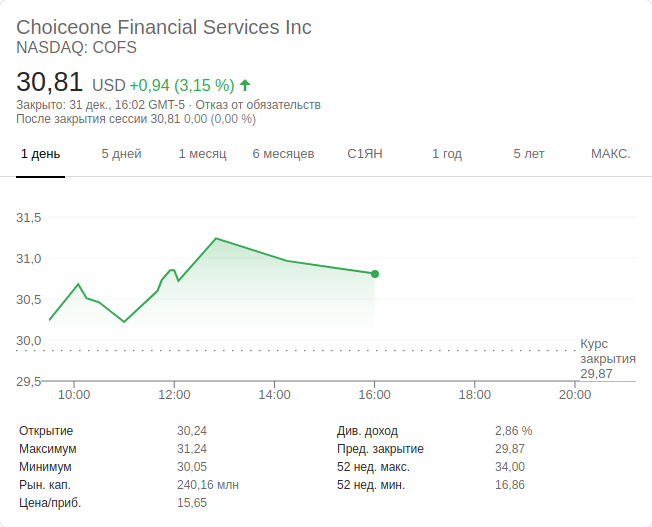 Choiceone Financial Services Inc
NASDAQ: COFS
30,81 USD +0,94 (3,15 %)
Закрыто: 31 дек., 16:02 GMT-5 · Отказ от обязательств
После закрытия сессии 30,81 0,00 (0,00 %)
1 день 5 дней 1 месяц 6 месяцев С1ЯН 1 год 5 лет МАКС.
31,5
31,0
30,5
30,0
29,5
Курс
закрытия
29,87
10:00 12:00 14:00 16:00 18:00 20:00
Открытие 30,24 Див. доход 2,86 %
Максимум 31,24 Пред. закрытие 29,87
Минимум 30,05 52 нед. макс. 34,00
Рын. кап. 240,16 млн 52 нед. мин. 16,86
Цена/приб. 15,65